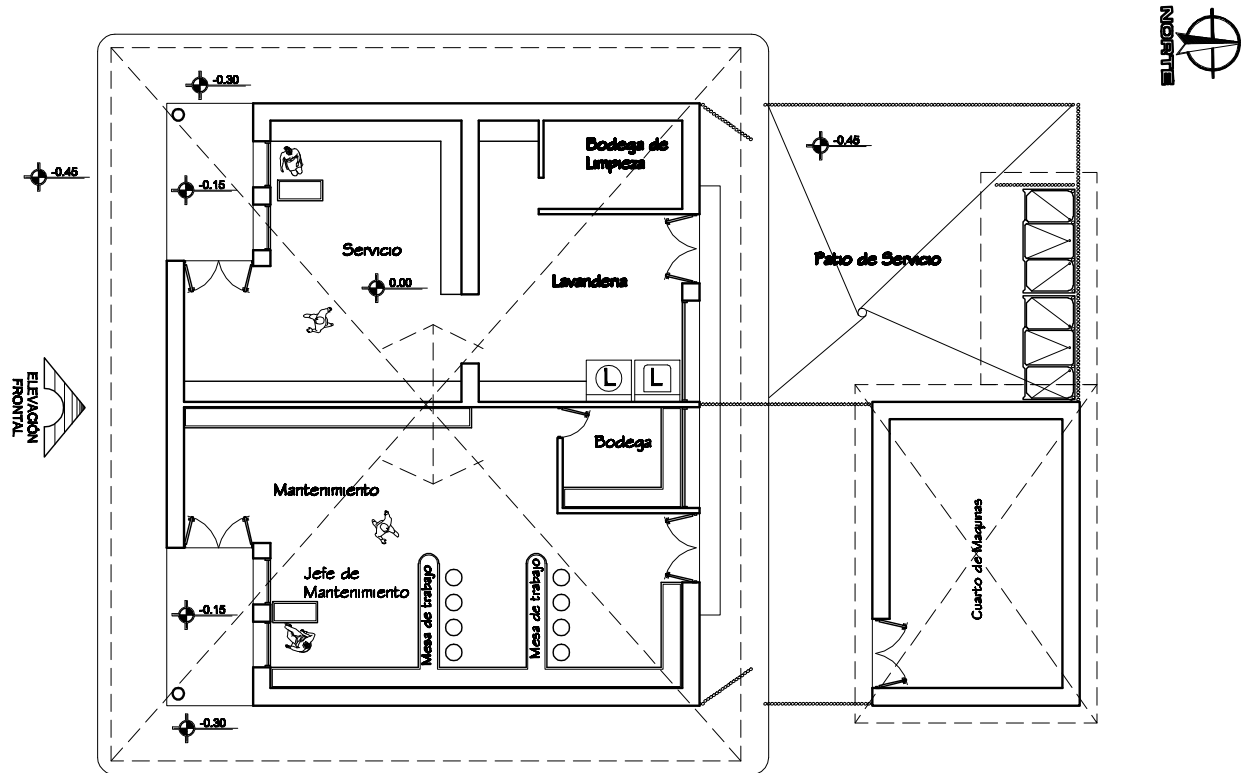 NORTE
-0.30
-0.45
-0.45
-0.15
Bodega de
Limpieza
Servicio
0.00
Lavandena
Patio de Servicio
ELEVACIÓN
FRONTAL
L
L
Bodega
Mantenimiento
Jefe de
Mantenimiento
Mesa de trabajo
Mesa de trabajo
Cuarto de Maquinas
-0.15
-0.30